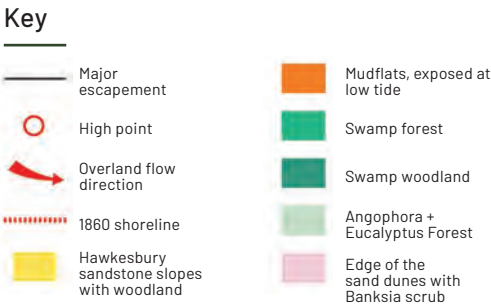 Key
Major
escapement
High point
Overland flow
direction
1860 shoreline
Hawkesbury
sandstone slopes
with woodland
Mudflats, exposed at
low tide
Swamp forest
Swamp woodland
Angophora +
Eucalyptus Forest
Edge of the
sand dunes with
Banksia scrub